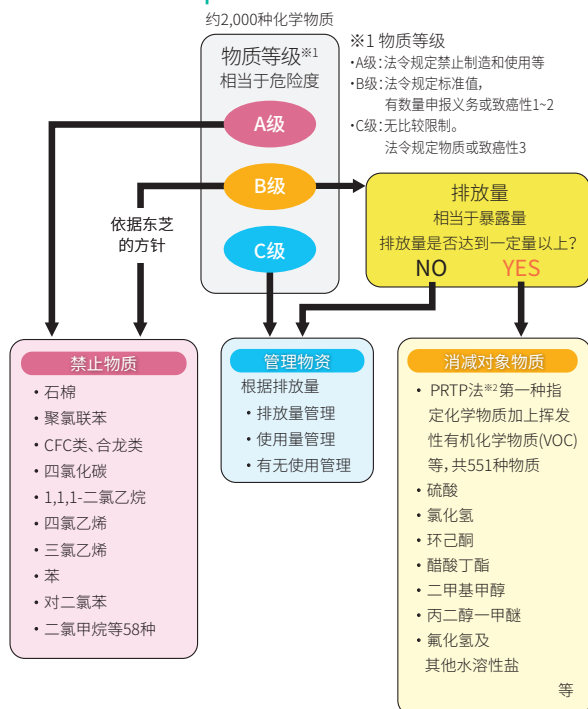 约2,000种化学物质
物质等级※1
相当于危险度
A级
B级
C级
※1 物质等级
·A级：法令规定禁止制造和使用等
·B级：法令规定标准值，
有数量申报义务或致癌性1~2
·C级：无比较限制。
法令规定物质或致癌性3
依据东芝
的方针
排放量
相当于暴露量
排放量是否达到一定量以上？
NO YES
禁止物质
·石棉
·聚氯联苯
·CFC类、合龙类
·四氯化碳
·1,1,1-二氯乙烷
·四氯乙烯
·三氯乙烯
·苯
·对二氯苯
·二氯甲烷等58种
管理物资
根据排放量
·排放量管理
·使用量管理
·有无使用管理
消减对象物质
·PRTP法※2第一种指
定化学物质加上挥发
性有机化学物质(VOC)
等，共551种物质
·硫酸
·氯化氢
·环己酮
·醋酸丁酯
·二甲基甲醇
·丙二醇一甲醚
·氟化氢及
其他水溶性盐
等